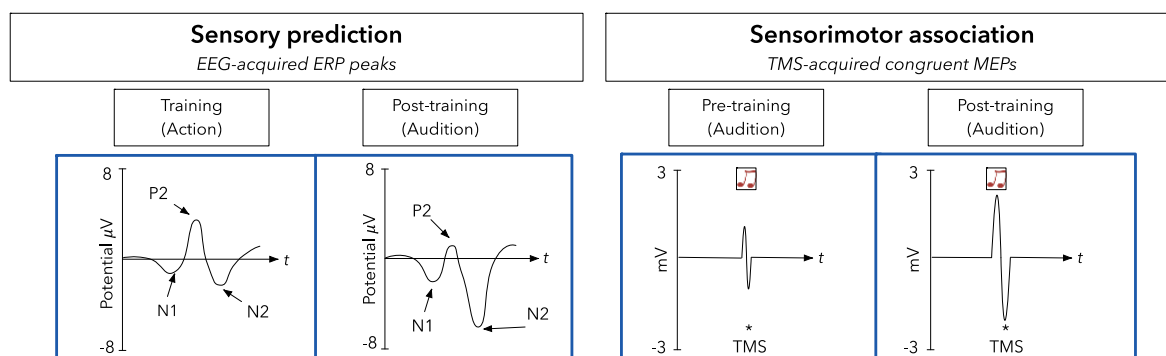 Sensory prediction
EEG-acquired ERP peaks
Sensorimotor association
TMS-acquired congruent MEPs
Training
(Action)
Post-training
(Audition)
Pre-training
(Audition)
Post-training
(Audition)
8
Potential μV
-8
P2
N1
N2
t
P2
N1
N2
t
8
-8
3
mV
-3
t
*
TMS
3
mV
-3
t
*
TMS